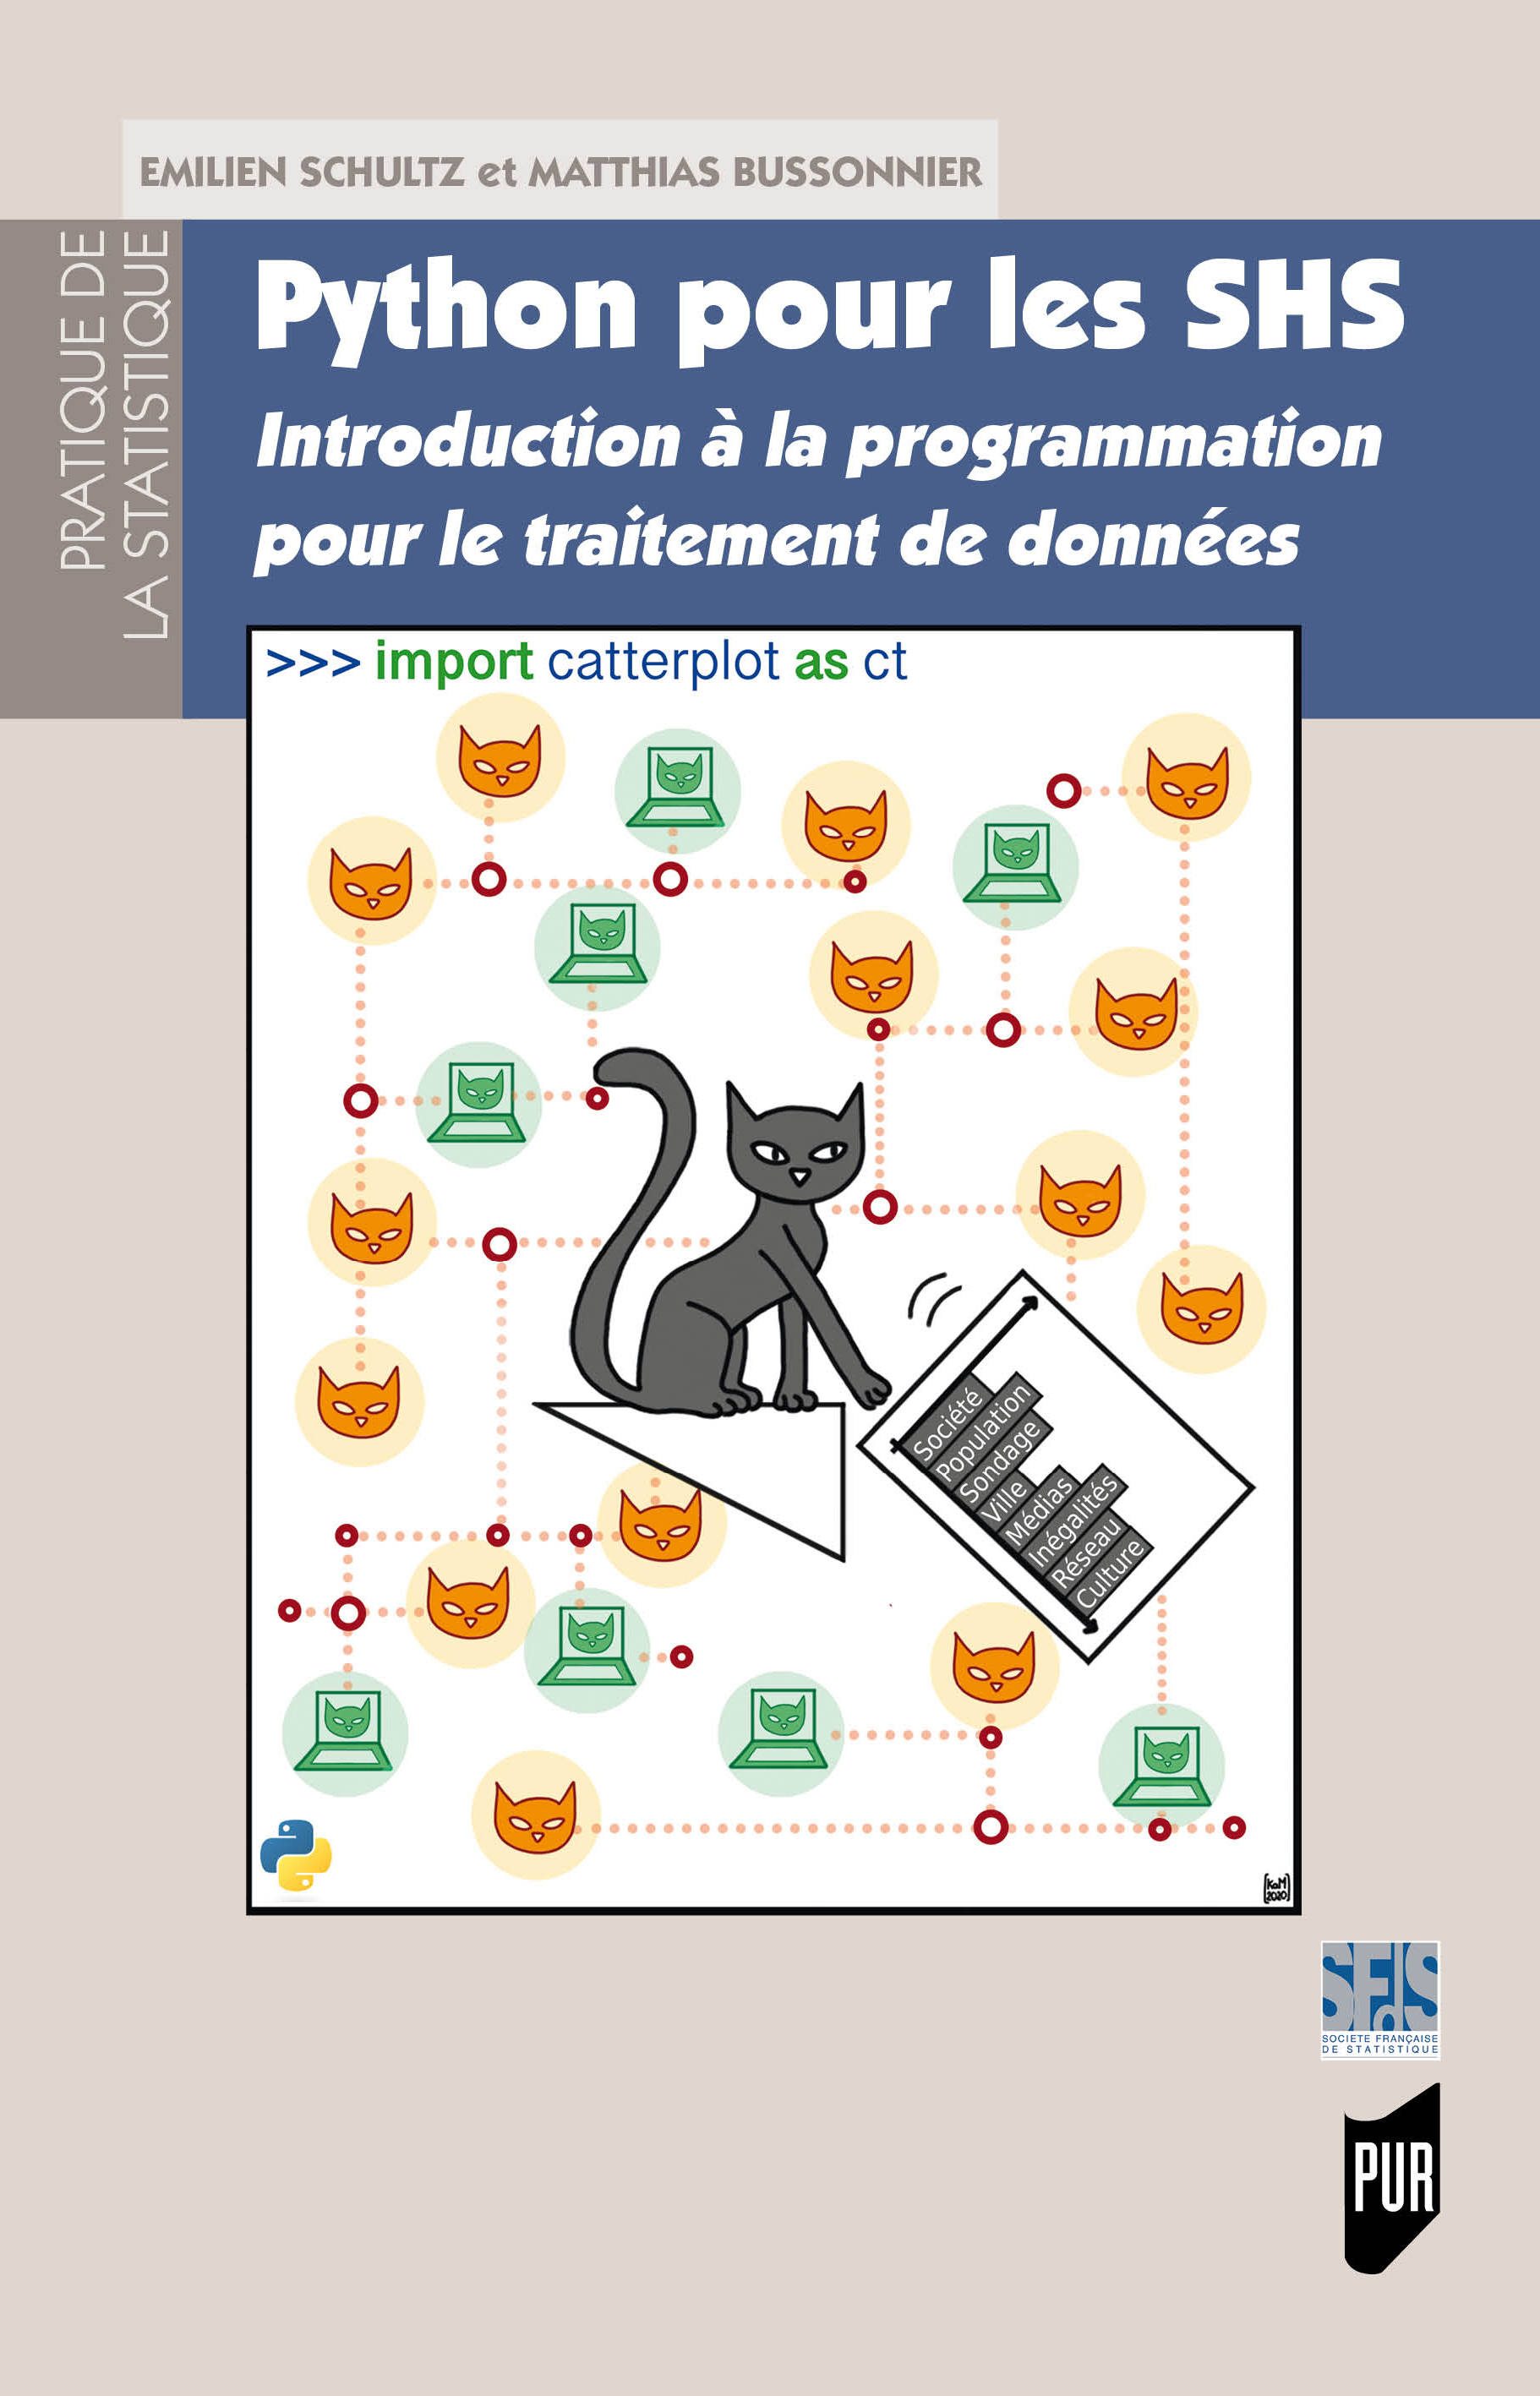 EMILIEN SCHULTZ et MATTHIAS BUSSONNIER
PRATIQUE DE
LA STATISTIQUE
Python pour les SHS
Introduction à la programmation
pour le traitement de données
>>> import catterplot as ct
Société
Population
Sondage
Ville
Médias
Inégalités
Réseau
Culture
KaM
2020
SFdS
SOCIETE FRANÇAISE
DE STATISTIQUE
PUR